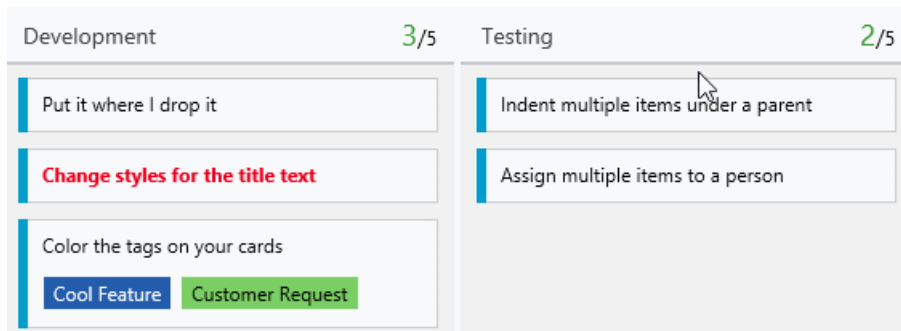 Development 3/5
Put it where I drop it
Change styles for the title text
Color the tags on your cards
Cool Feature Customer Request
Testing 2/5
Indent multiple items under a parent
Assign multiple items to a person